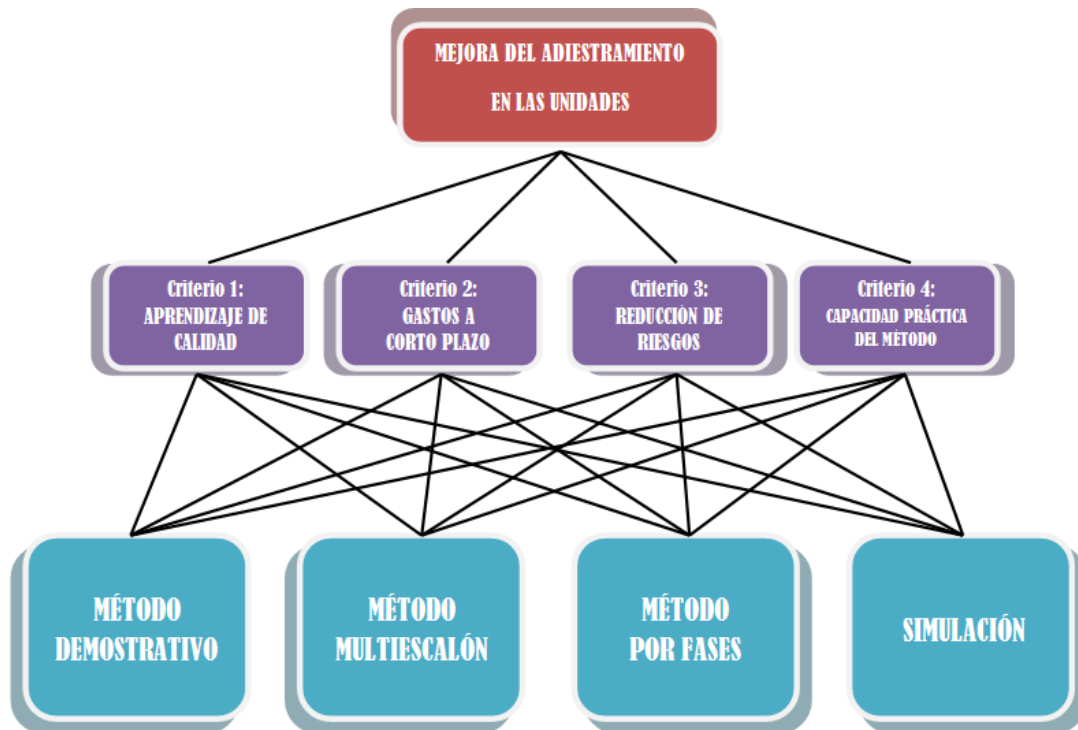 MEJORA DEL ADIESTRAMIENTO
EN LAS UNIDADES
Criterio 1:
APRENDIZAJE DE
CALIDAD
Criterio 2:
GASTOS A
CORTO PLAZO
Criterio 3:
REDUCCIÓN DE
RIESGOS
Criterio 4:
CAPACIDAD PRÁCTICA
DEL MÉTODO
MÉTODO
DEMOSTRATIVO
MÉTODO
MULTIESCALÓN
MÉTODO
POR FASES
SIMULACIÓN